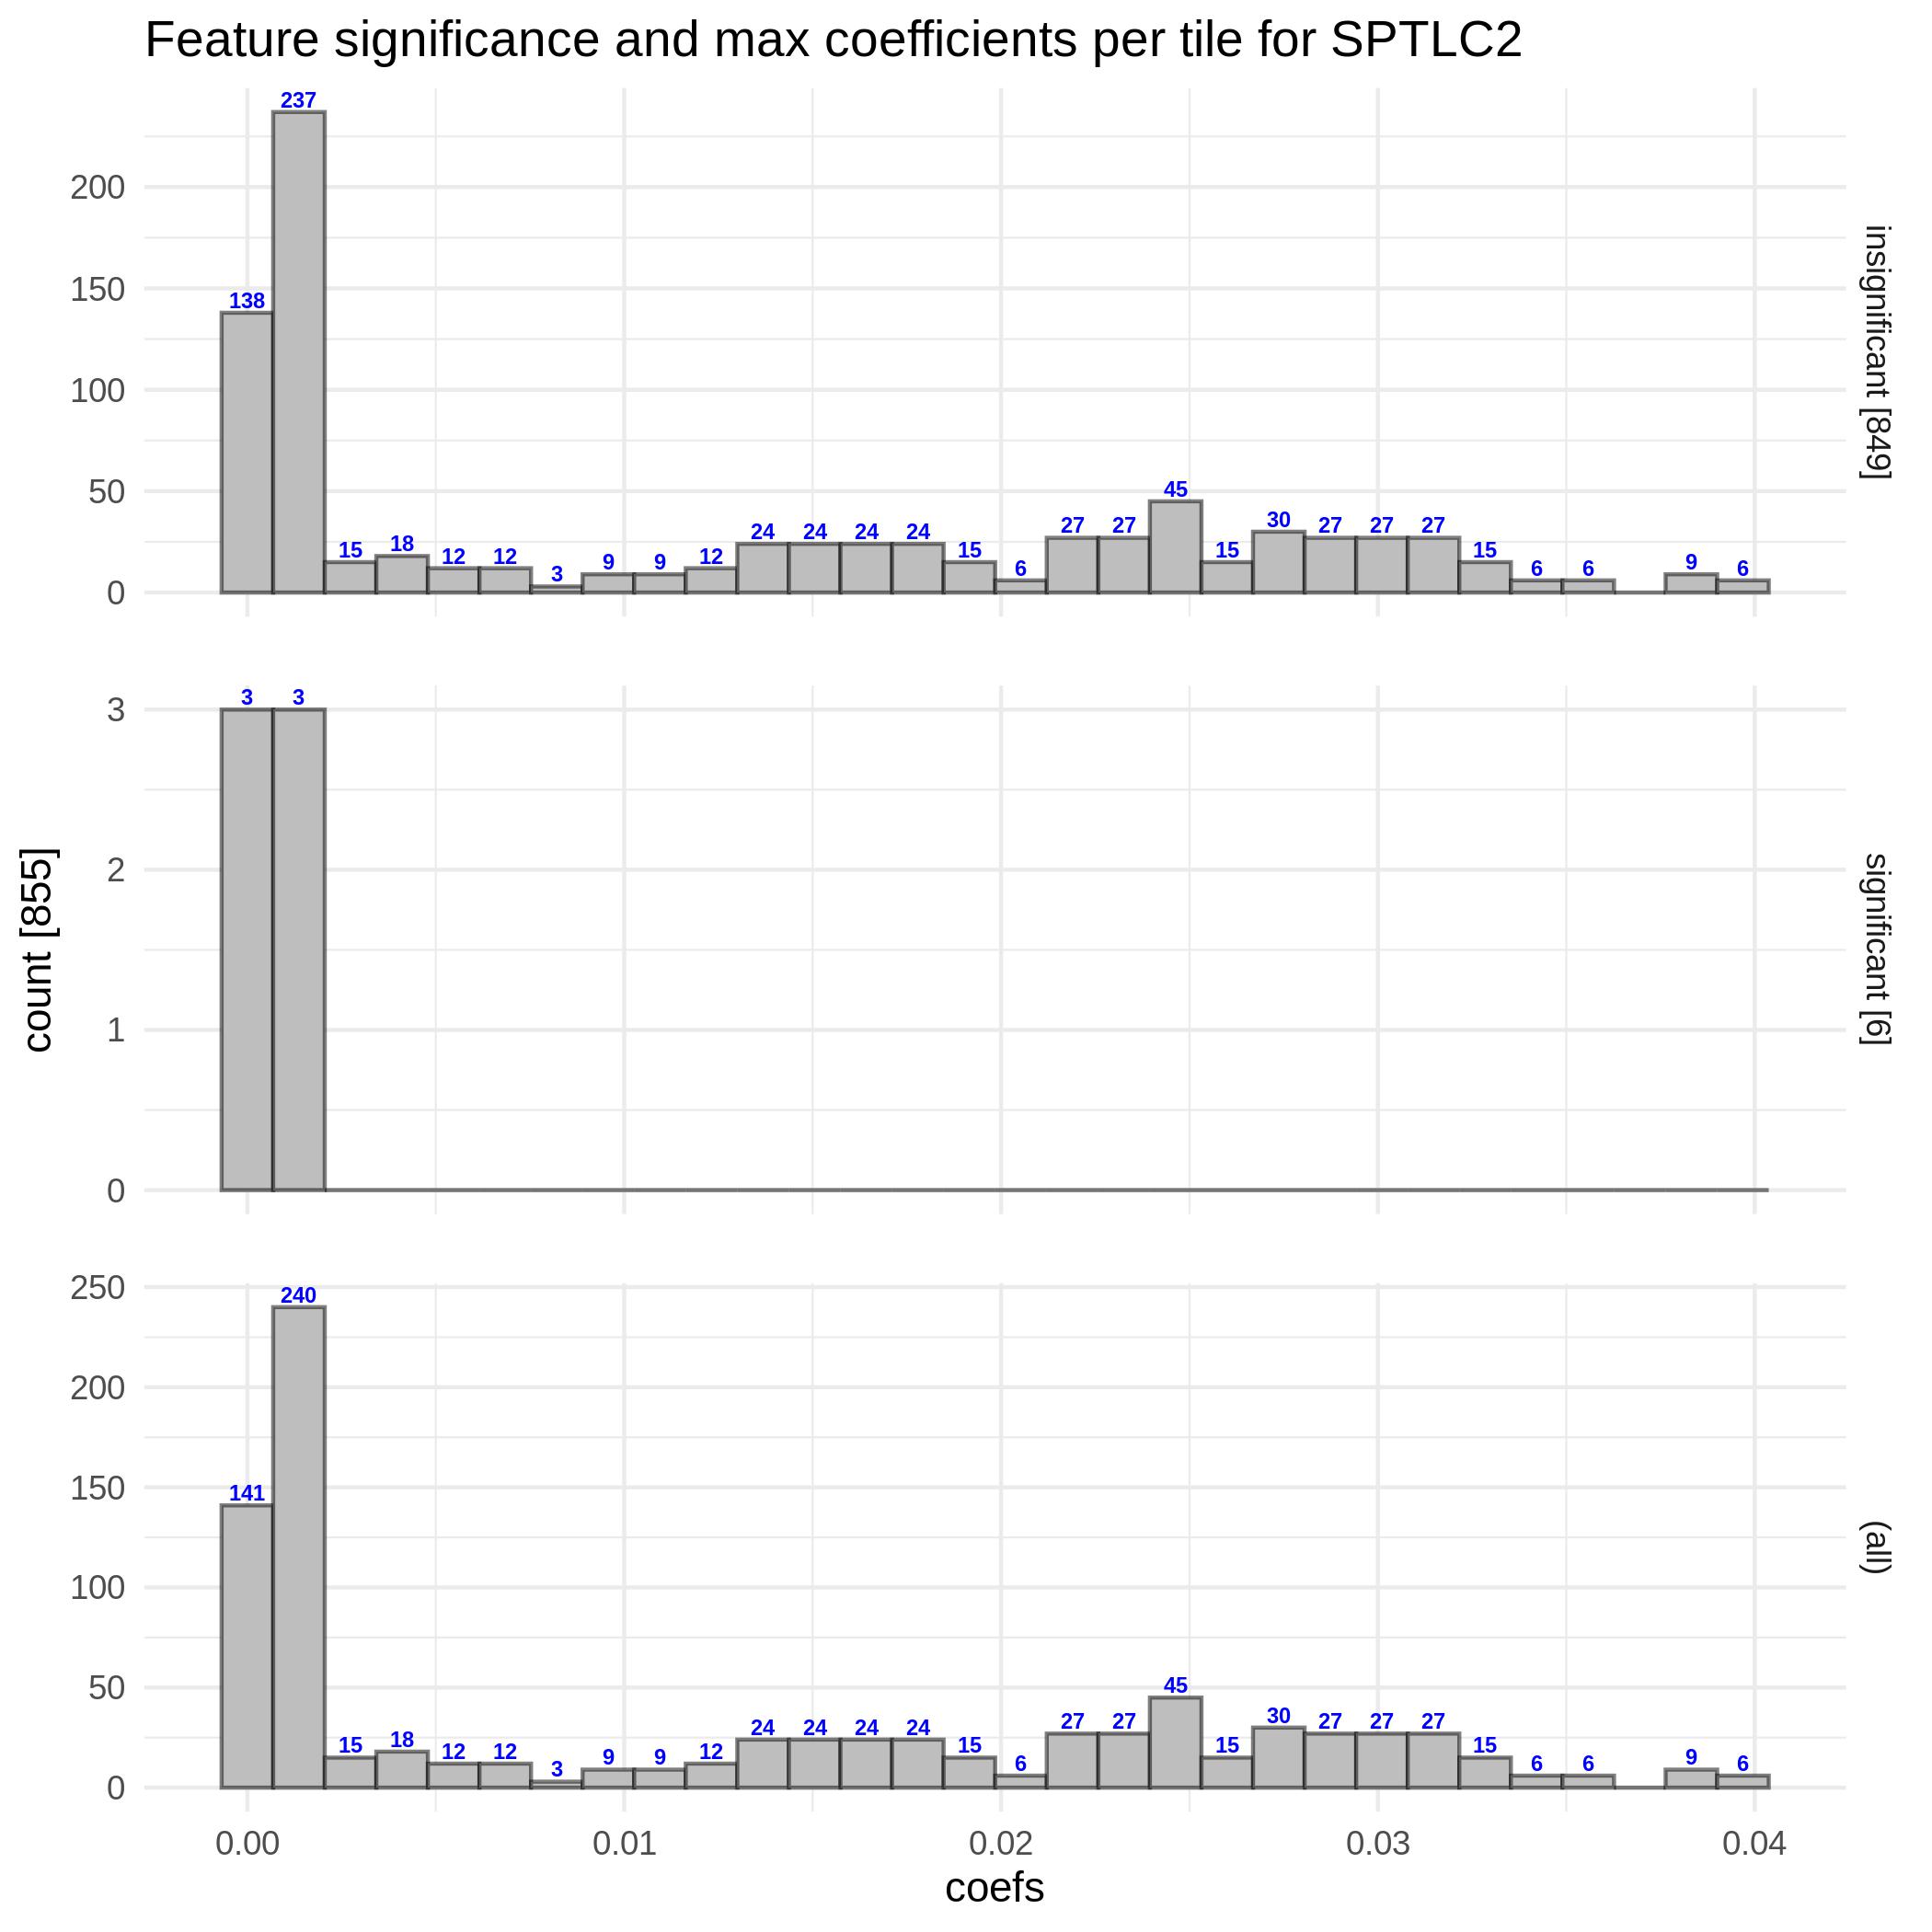 Feature significance and max coefficients per tile for SPTLC2
count [855]
200
150
100
50
0
138 237 15 18 12 12 3 9 9 12 24 24 24 24 15 6 27 27 45 15 30 27 27 27 15 6 6 9 6
insignificant [849]
3
2
1
0
3 3
significant [6]
250
200
150
100
50
0
141 240 15 18 12 12 3 9 9 12 24 24 24 24 15 6 27 27 45 15 30 27 27 27 15 6 6 9 6
(all)
0.00 0.01 0.02 0.03 0.04
coefs